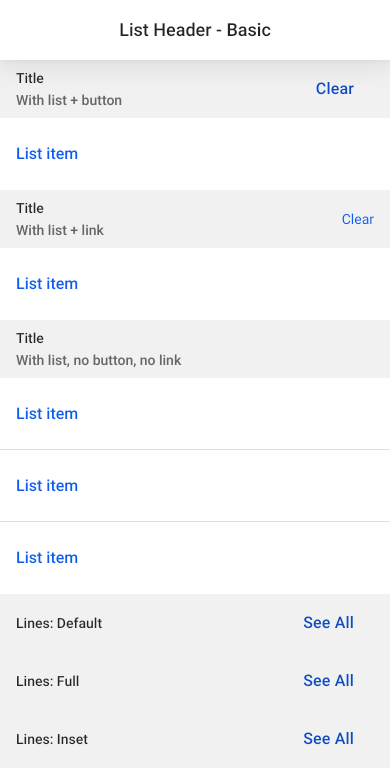 List Header - Basic
Title
With list + button
Clear
List item
Title
With list + link
Clear
List item
Title
With list, no button, no link
List item
List item
List item
Lines: Default
See All
Lines: Full
See All
Lines: Inset
See All